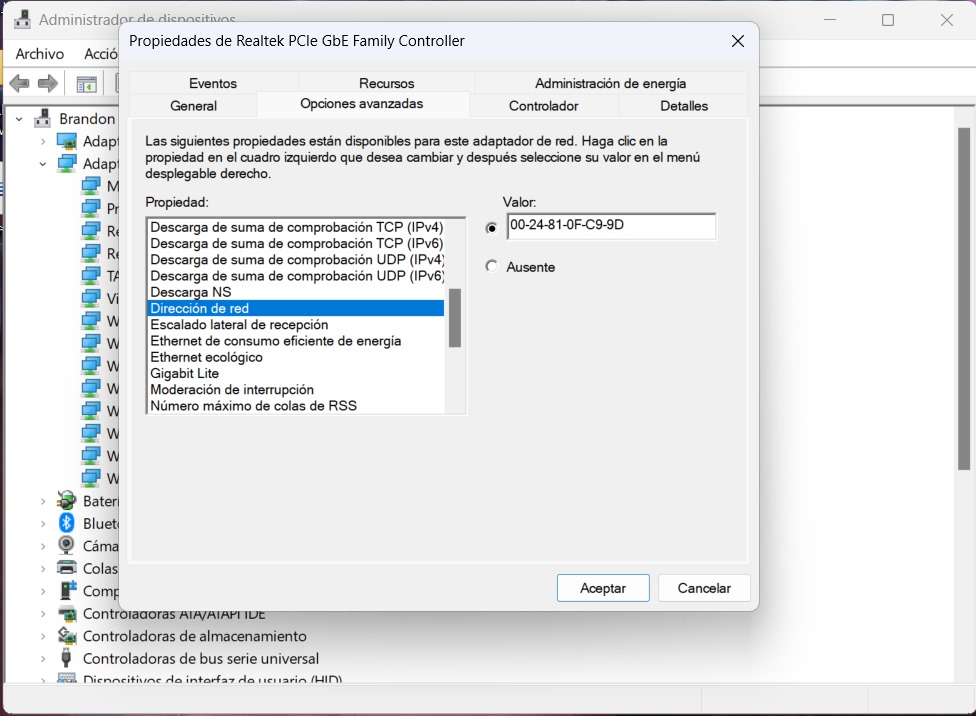 Administrador de dispositivos
Archivo
Acció
Propiedades de Realtek PCIe GbE Family Controller
Eventos
Recursos
Administración de energía
General
Opciones avanzadas
Controlador
Detalles
Las siguientes propiedades están disponibles para este adaptador de red. Haga clic en la
propiedad en el cuadro izquierdo que desea cambiar y después seleccione su valor en el menú
desplegable derecho.
Propiedad:
Valor:
Descarga de suma de comprobación TCP (IPv4)
Descarga de suma de comprobación TCP (IPv6)
Descarga de suma de comprobación UDP (IPv4)
Descarga de suma de comprobación UDP (IPv6)
Descarga NS
Dirección de red
Escalado lateral de recepción
Ethernet de consumo eficiente de energía
Ethernet ecológico
Gigabit Lite
Moderación de interrupción
Número máximo de colas de RSS
00-24-81-0F-C9-9D
Ausente
Aceptar
Cancelar
Brandon
Adapt
Adapt
M
Pr
Re
Re
TA
Vi
W
W
W
W
W
W
W
W
Baterí
Blueto
Cáma
Colas
Comp
Controladoras ATA/ATAPI IDE
Controladoras de almacenamiento
Controladoras de bus serie universal
Dispositivos de interfaz de usuario (HID)